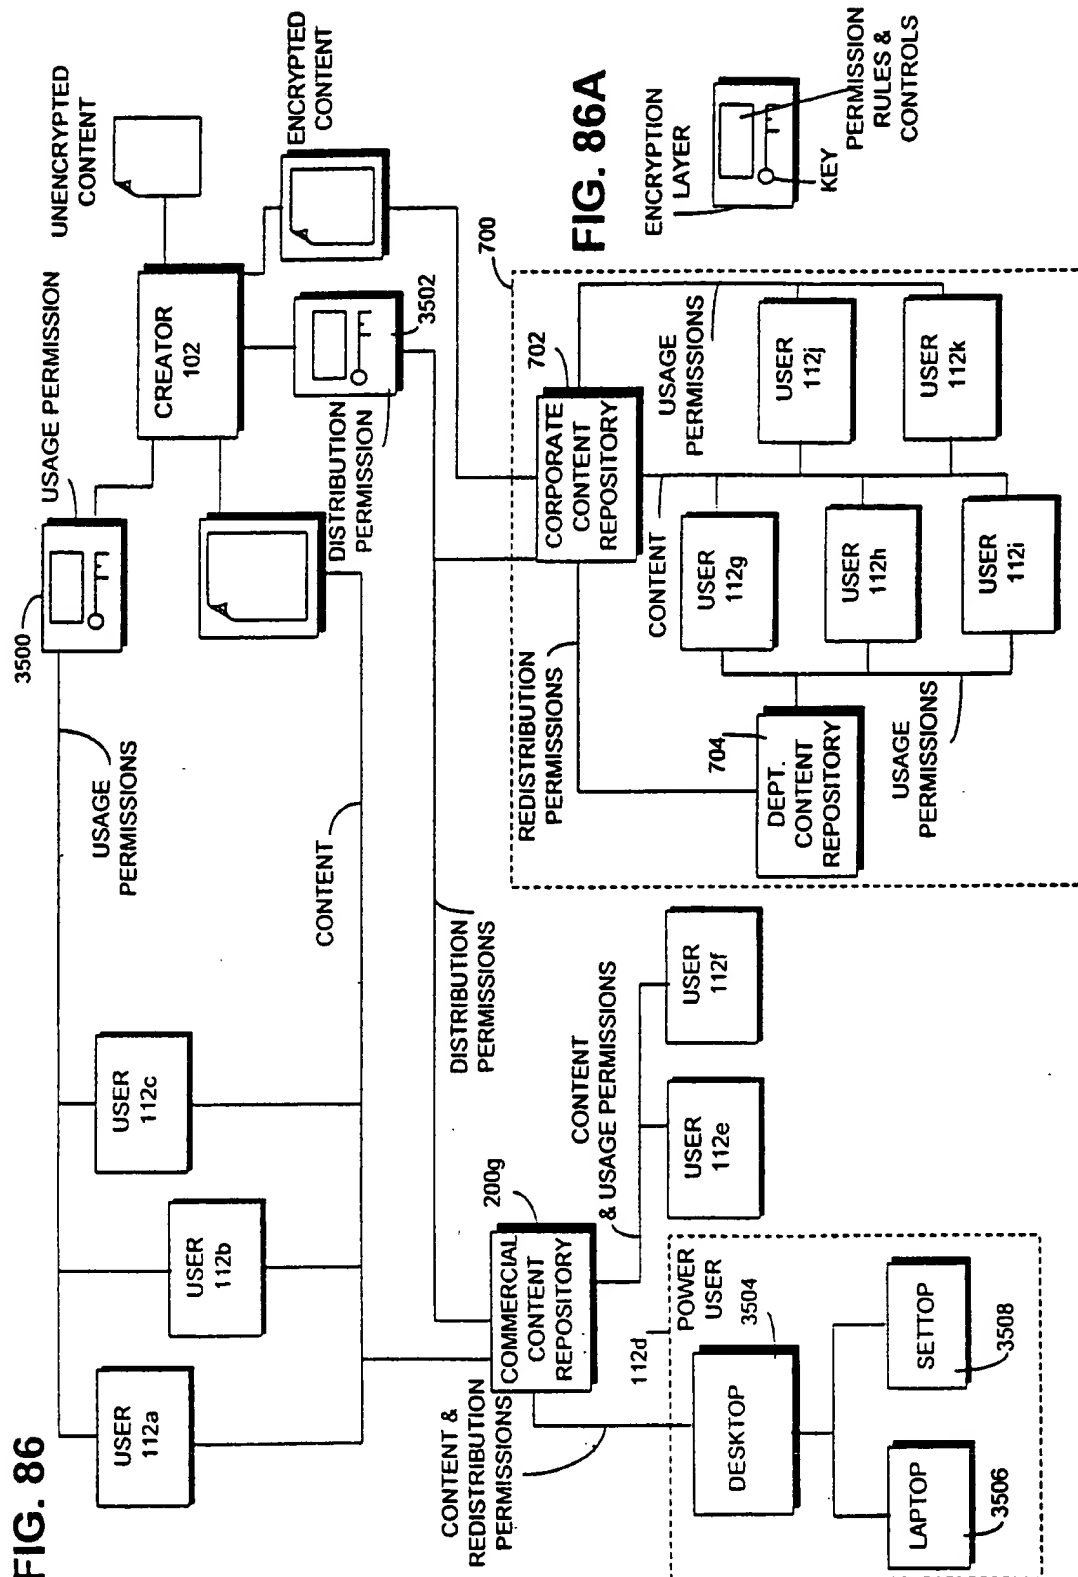 FIG. 86
UNENCRYPTED
CONTENT
USAGE PERMISSION
3500
CREATOR
102
ENCRYPTED
CONTENT
DISTRIBUTION
PERMISSION
3502
USAGE
PERMISSIONS
CONTENT
USER
112a
USER
112b
USER
112c
DISTRIBUTION
PERMISSIONS
COMMERCIAL
CONTENT
REPOSITORY
200g
CONTENT &
REDISTRIBUTION
PERMISSIONS
CONTENT
& USAGE PERMISSIONS
USER
112e
USER
112f
112d
POWER
USER
3504
DESKTOP
LAPTOP
3506
SETTOP
3508
700
CORPORATE
CONTENT
REPOSITORY
702
REDISTRIBUTION
PERMISSIONS
CONTENT
USAGE
PERMISSIONS
704
DEPT.
CONTENT
REPOSITORY
USAGE
PERMISSIONS
USER
112g
USER
112h
USER
112i
USER
112j
USER
112k
FIG. 86A
ENCRYPTION
LAYER
KEY
PERMISSION
RULES &
CONTROLS